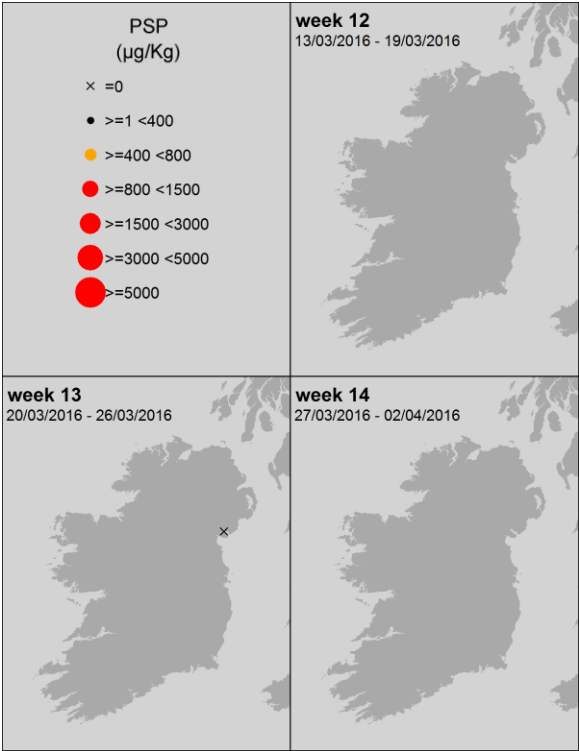 PSP
(µg/Kg)
=0
>=1 <400
>=400 <800
>=800 <1500
>=1500 <3000
>=3000 <5000
>=5000
week 12
13/03/2016 - 19/03/2016
week 13
20/03/2016 - 26/03/2016
week 14
27/03/2016 - 02/04/2016